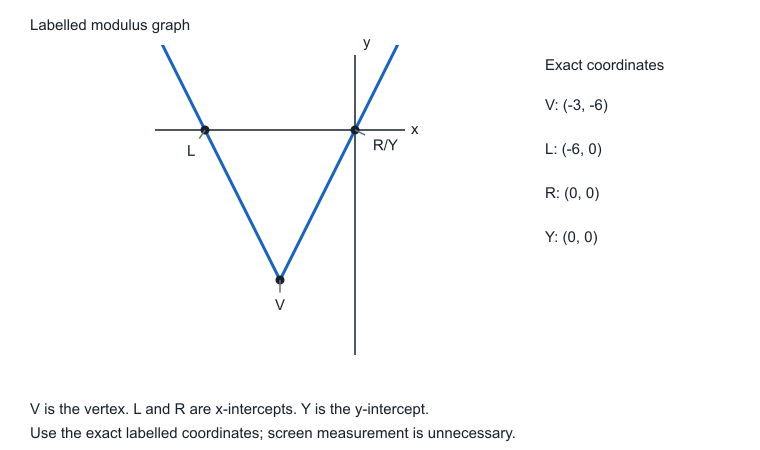 Labelled modulus graph
y
x
L
R/Y
V
Exact coordinates
V: (-3, -6)
L: (-6, 0)
R: (0, 0)
Y: (0, 0)
V is the vertex. L and R are x-intercepts. Y is the y-intercept.
Use the exact labelled coordinates; screen measurement is unnecessary.